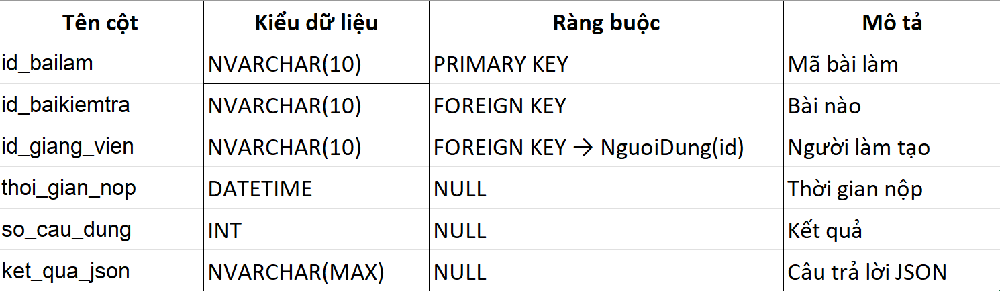 Tên cột Kiểu dữ liệu Ràng buộc Mô tả
id_bailam NVARCHAR(10) PRIMARY KEY Mã bài làm
id_baikiemtra NVARCHAR(10) FOREIGN KEY Bài nào
id_giang_vien NVARCHAR(10) FOREIGN KEY → NguoiDung(id) Người làm tạo
thoi_gian_nop DATETIME NULL Thời gian nộp
so_cau_dung INT NULL Kết quả
ket_qua_json NVARCHAR(MAX) NULL Câu trả lời JSON